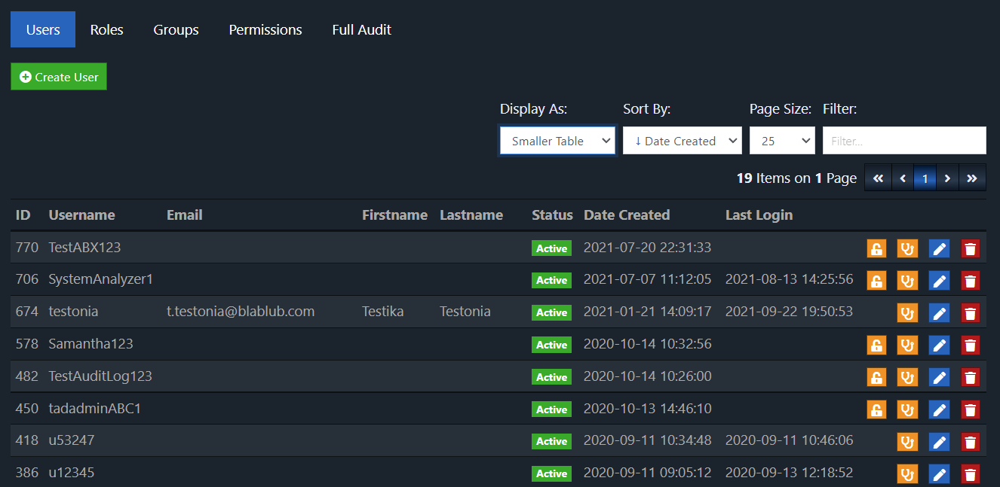 Users Roles Groups Permissions Full Audit
Create User
Display As: Sort By: Page Size: Filter:
Smaller Table ↓ Date Created 25 Filter...
19 Items on 1 Page « ‹ 1 › »
ID Username Email Firstname Lastname Status Date Created Last Login
770 TestABX123 Active 2021-07-20 22:31:33
706 SystemAnalyzer1 Active 2021-07-07 11:12:05 2021-08-13 14:25:56
674 testonia t.testonia@blablub.com Testika Testonia Active 2021-01-21 14:09:17 2021-09-22 19:50:53
578 Samantha123 Active 2020-10-14 10:32:56
482 TestAuditLog123 Active 2020-10-14 10:26:00
450 tadadminABC1 Active 2020-10-13 14:46:10
418 u53247 Active 2020-09-11 10:34:48 2020-09-11 10:46:06
386 u12345 Active 2020-09-11 09:05:12 2020-09-13 12:18:52